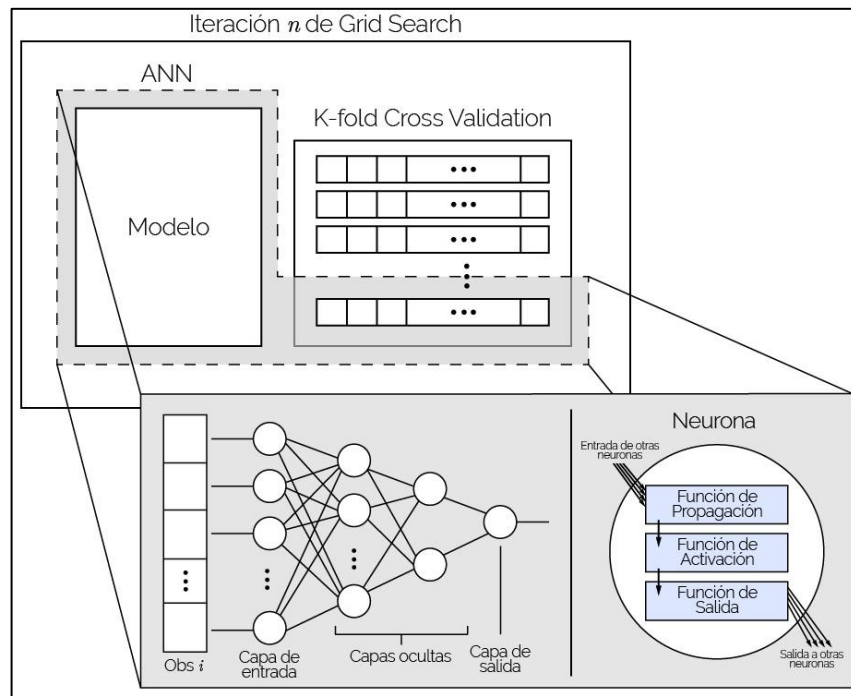 Iteración n de Grid Search
ANN
K-fold Cross Validation
Modelo
Neurona
Entrada de otras
neuronas
Función de
Propagación
Función de
Activación
Función de
Salida
Salida a otras
neuronas
Obs i
Capa de
entrada
Capas ocultas
Capa de
salida